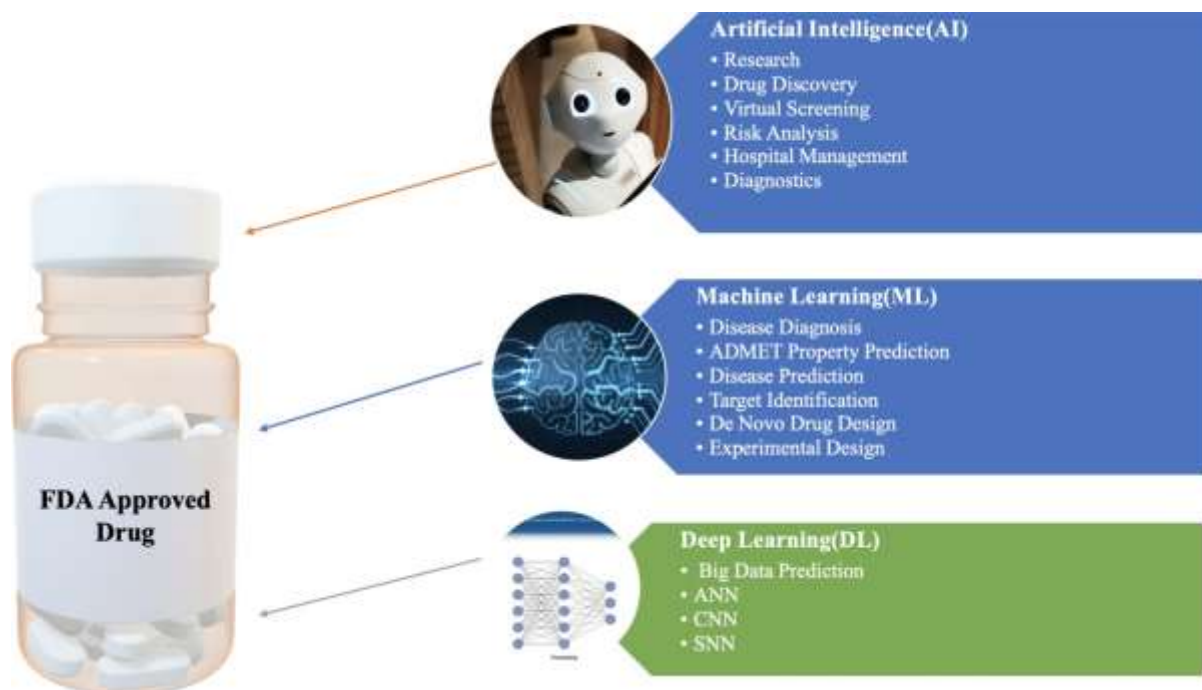 Artificial Intelligence(AI)
• Research
• Drug Discovery
• Virtual Screening
• Risk Analysis
• Hospital Management
• Diagnostics
Machine Learning(ML)
• Disease Diagnosis
• ADMET Property Prediction
• Disease Prediction
• Target Identification
• De Novo Drug Design
• Experimental Design
FDA Approved
Drug
Deep Learning(DL)
• Big Data Prediction
• ANN
• CNN
• SNN